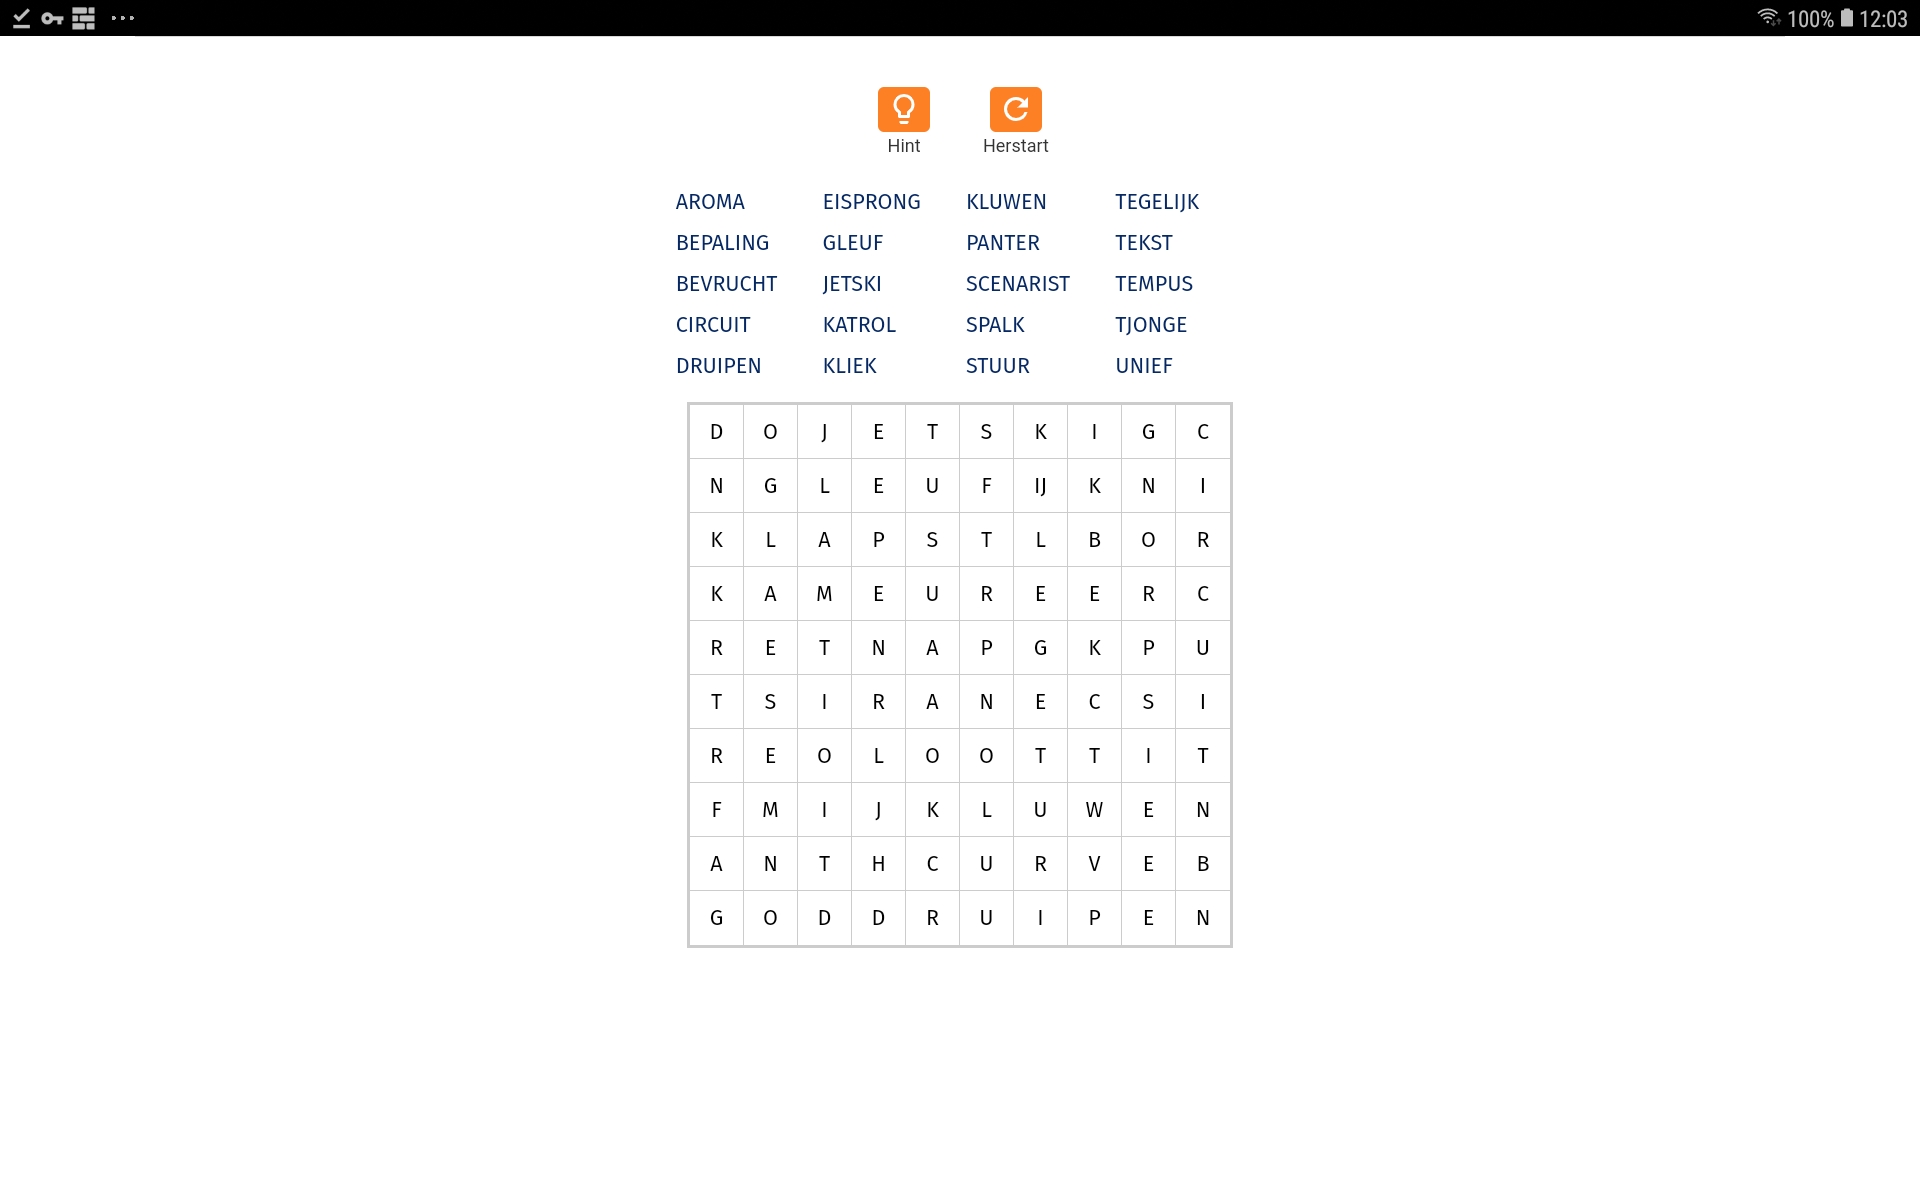 100% 12:03
Hint Herstart
AROMA EISPRONG KLUWEN TEGELIJK
BEPALING GLEUF PANTER TEKST
BEVRUCHT JETSKI SCENARIST TEMPUS
CIRCUIT KATROL SPALK TJONGE
DRUIPEN KLIEK STUUR UNIEF
D O J E T S K I G C
N G L E U F IJ K N I
K L A P S T L B O R
K A M E U R E E R C
R E T N A P G K P U
T S I R A N E C S I
R E O L O O T T I T
F M I J K L U W E N
A N T H C U R V E B
G O D D R U I P E N